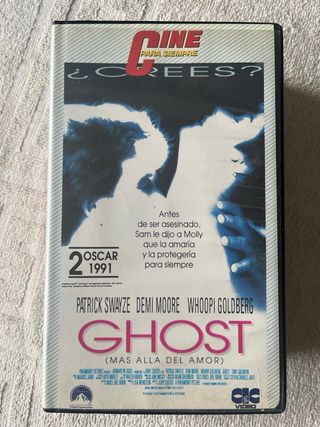 CINE
PARA SIEMPRE
¿CREES?
Antes
de ser asesinado,
Sam le dijo a Molly
que la amaría
y la protegería
para siempre
2 OSCAR
1991
PATRICK SWAYZE DEMI MOORE WHOOPI GOLDBERG
GHOST
(MAS ALLA DEL AMOR)
CIC
VIDEO